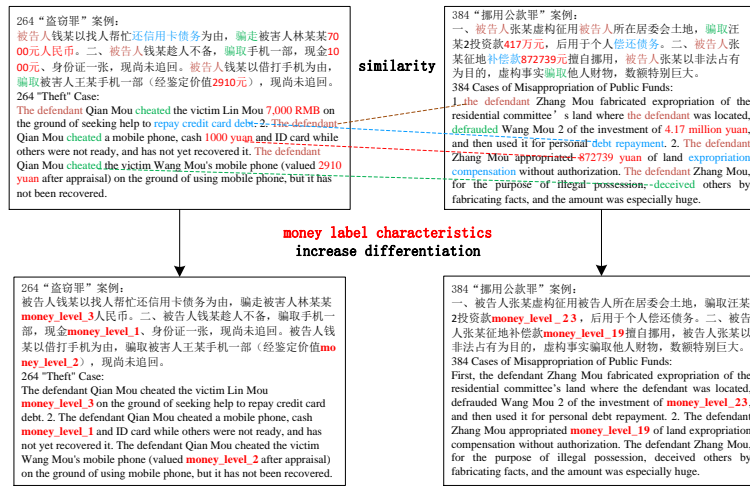 264 “盗窃罪”案例：
被告人钱某以找人帮忙还信用卡债务为由，骗走被害人林某某70
00元人民币。二、被告人钱某趁人不备，骗取手机一部，现金10
00元、身份证一张，现尚未追回。被告人钱某以借打手机为由，
骗取被害人王某手机一部（经鉴定价值2910元），现尚未追回。
264 "Theft" Case:
The defendant Qian Mou cheated the victim Lin Mou 7,000 RMB on
the ground of seeking help to repay credit card debt. 2. The defendant
Qian Mou cheated a mobile phone, cash 1000 yuan and ID card while
others were not ready, and has not yet recovered it. The defendant
Qian Mou cheated the victim Wang Mou's mobile phone (valued 2910
yuan after appraisal) on the ground of using mobile phone, but it has
not been recovered.
similarity
384 “挪用公款罪”案例：
一、被告人张某虚构征用被告人所在居委会土地，骗取汪
某2投资款417万元，后用于个人偿还债务。二、被告人张
某征地补偿款872739元擅自挪用，被告人张某以非法占有
为目的，虚构事实骗取他人财物，数额特别巨大。
384 Cases of Misappropriation of Public Funds:
1. the defendant Zhang Mou fabricated expropriation of the
residential committee’s land where the defendant was located,
defrauded Wang Mou 2 of the investment of 4.17 million yuan,
and then used it for personal debt repayment. 2. The defendant
Zhang Mou appropriated 872739 yuan of land expropriation
compensation without authorization. The defendant Zhang Mou,
for the purpose of illegal possession, deceived others by
fabricating facts, and the amount was especially huge.
money label characteristics
increase differentiation
264 “盗窃罪”案例：
被告人钱某以找人帮忙还信用卡债务为由，骗走被害人林某某
money_level_3人民币。二、被告人钱某趁人不备，骗取手机一
部，现金money_level_1、身份证一张，现尚未追回。被告人钱
某以借打手机为由，骗取被害人王某手机一部（经鉴定价值mo
ney_level_2），现尚未追回。
264 "Theft" Case:
The defendant Qian Mou cheated the victim Lin Mou
money_level_3 on the ground of seeking help to repay credit card
debt. 2. The defendant Qian Mou cheated a mobile phone, cash
money_level_1 and ID card while others were not ready, and has
not yet recovered it. The defendant Qian Mou cheated the victim
Wang Mou's mobile phone (valued money_level_2 after appraisal)
on the ground of using mobile phone, but it has not been recovered.
384 “挪用公款罪”案例：
一、被告人张某虚构征用被告人所在居委会土地，骗取汪某
2投资款money_level_23，后用于个人偿还债务。二、被告
人张某征地补偿款money_level_19擅自挪用，被告人张某以
非法占有为目的，虚构事实骗取他人财物，数额特别巨大。
384 Cases of Misappropriation of Public Funds:
First, the defendant Zhang Mou fabricated expropriation of the
residential committee’s land where the defendant was located,
defrauded Wang Mou 2 of the investment of money_level_23,
and then used it for personal debt repayment. 2. The defendant
Zhang Mou appropriated money_level_19 of land expropriation
compensation without authorization. The defendant Zhang Mou,
for the purpose of illegal possession, deceived others by
fabricating facts, and the amount was especially huge.